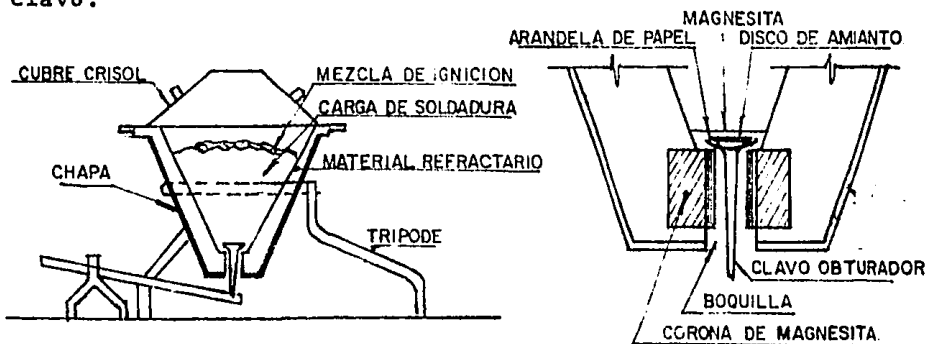 clavo.
CUBRE CRISOL
MEZCLA DE IGNICION
CARGA DE SOLDADURA
MATERIAL REFRACTARIO
CHAPA
TRIPODE
MAGNESITA
ARANDELA DE PAPEL
DISCO DE AMIANTO
CLAVO OBTURADOR
BOQUILLA
CORONA DE MAGNESITA.